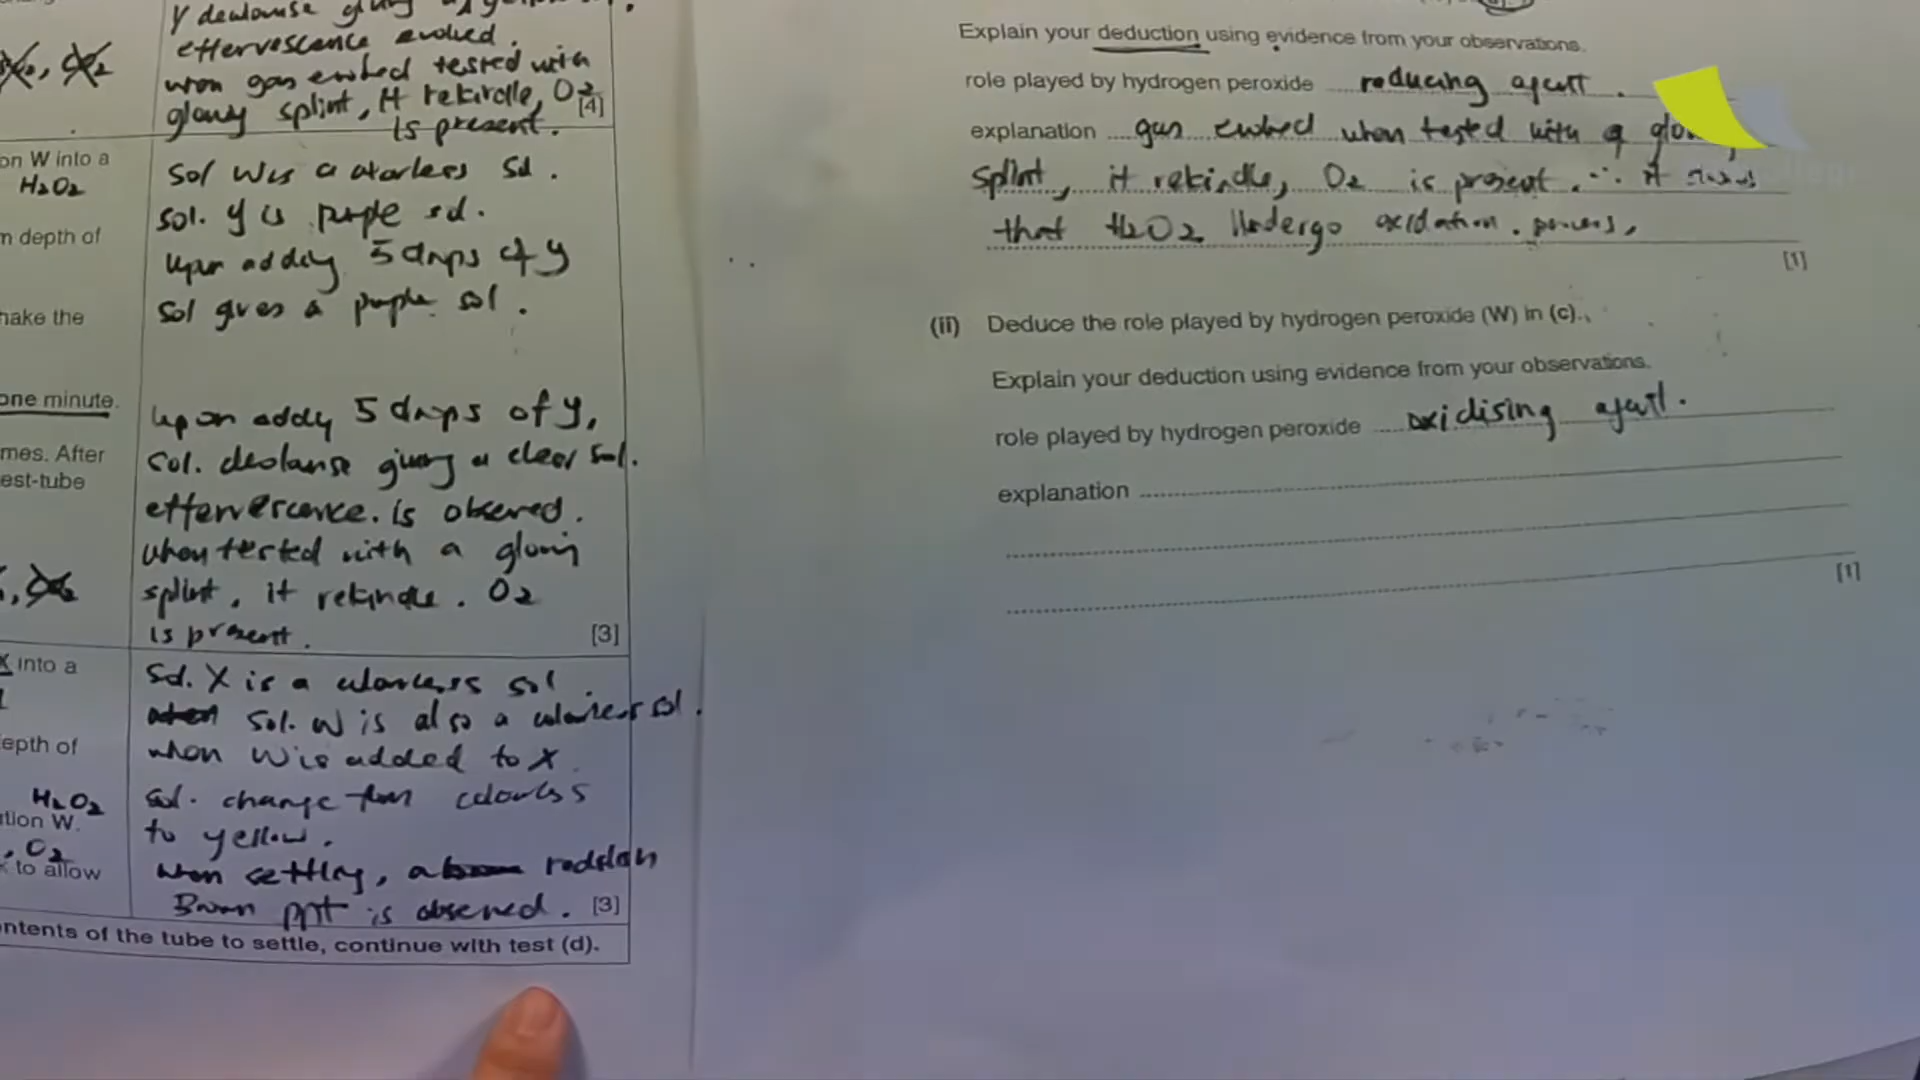 Y decolourise giving
effervescence evolved.
when gas evolved tested with
glowing splint, it rekindle, O2
[4]
is present.
on W into a
H2O2
Sol W is a colorless Sol.
sol. Y is purple sol.
n depth of
upon adding 5 drops of Y
Sol gives a purple sol.
hake the
one minute.
upon adding 5 drops of Y,
mes. After
Sol. decolourise giving a clear sol.
est-tube
effervescence. is observed.
when tested with a glowing
splint, it rekindle. O2
is present.
[3]
X into a
Sol. X is a colorless sol
sol. W is also a colorless sol.
epth of
when W is added to X
H2O2
sol. change from colourless
rtion W.
to yellow.
, O2
k to allow
when settling, a reddish
Brown ppt is observed. [3]
ntents of the tube to settle, continue with test (d).
Explain your deduction using evidence from your observations.
role played by hydrogen peroxide reducing agent.
explanation gas evolved when tested with a
splint, it rekindle, O2 is present. ∴ it
that H2O2 Undergo oxidation. process.
[1]
(ii) Deduce the role played by hydrogen peroxide (W) in (c).
Explain your deduction using evidence from your observations.
role played by hydrogen peroxide oxidising agent.
explanation
[1]